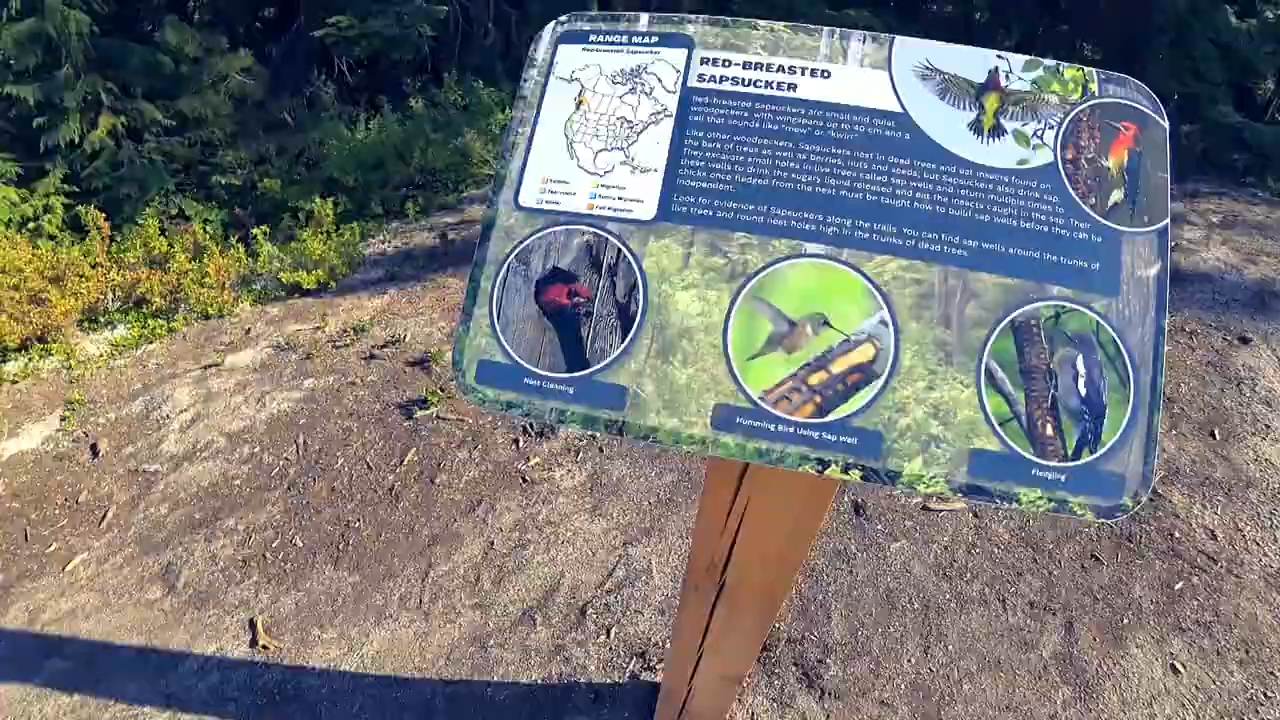 RANGE MAP
Red-breasted Sapsucker
RED-BREASTED
SAPSUCKER
Red-breasted Sapsuckers are small and quiet
woodpeckers, with wingspans up to 40 cm and a
call that sounds like "mew" or "kwirr".
Like other woodpeckers, Sapsuckers nest in dead trees and eat insects found on
the bark of trees as well as berries, nuts and seeds; but Sapsuckers also drink sap.
They excavate small holes in live trees called sap wells and return multiple times to
these wells to drink the sugary liquid released and eat the insects caught in the sap. Their
chicks once fledged from the nest must be taught how to build sap wells before they can be
independent.
Look for evidence of Sapsuckers along the trails. You can find sap wells around the trunks of
live trees and round nest holes high in the trunks of dead trees.
Migration
Fall Migration
Nest Cleaning
Humming Bird Using Sap Well
Fledgling